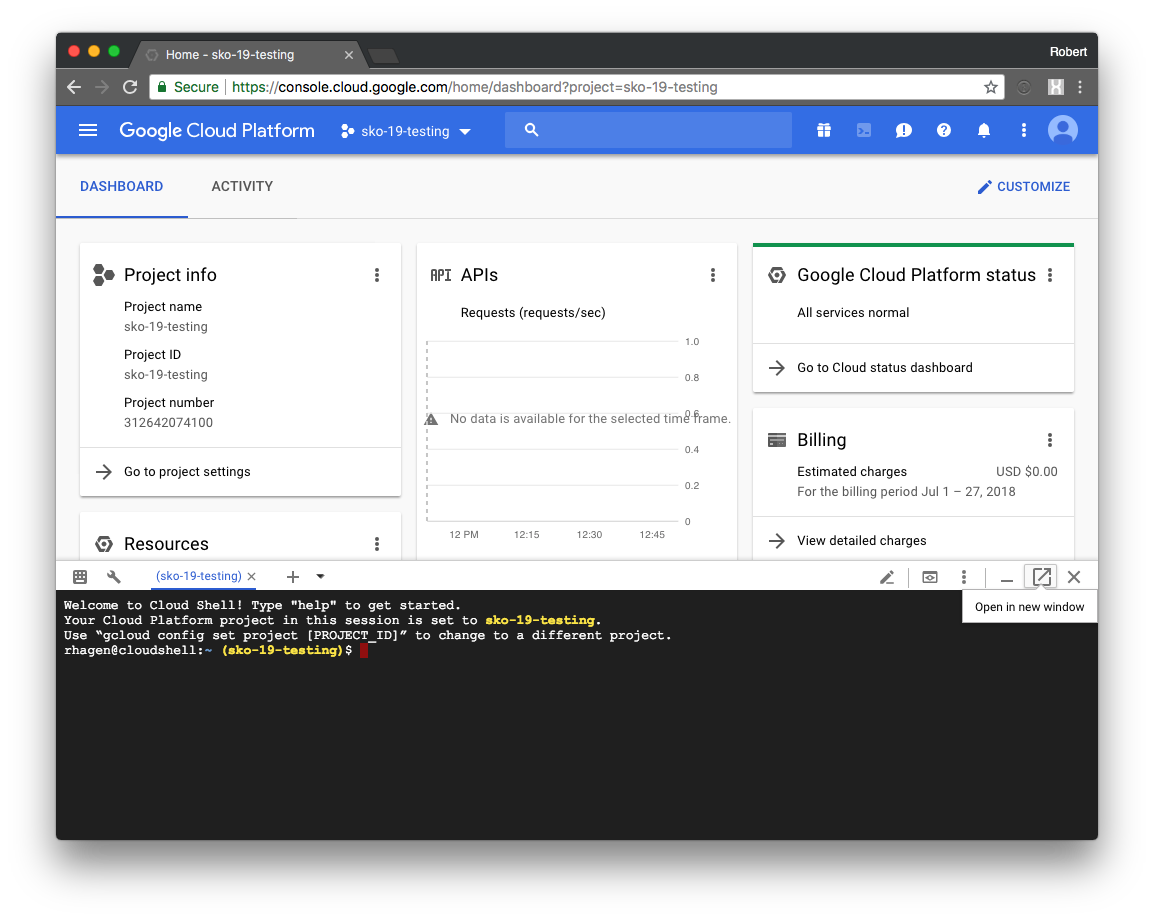 Home - sko-19-testing
Robert
Secure https://console.cloud.google.com/home/dashboard?project=sko-19-testing
Google Cloud Platform sko-19-testing
DASHBOARD ACTIVITY CUSTOMIZE
Project info
Project name
sko-19-testing
Project ID
sko-19-testing
Project number
312642074100
Go to project settings
Resources
API APIs
Requests (requests/sec)
1.0
0.8
0.6
No data is available for the selected time frame.
0.4
0.2
0
12 PM 12:15 12:30 12:45
Google Cloud Platform status
All services normal
Go to Cloud status dashboard
Billing
Estimated charges USD $0.00
For the billing period Jul 1 – 27, 2018
View detailed charges
(sko-19-testing)
Open in new window
Welcome to Cloud Shell! Type "help" to get started.
Your Cloud Platform project in this session is set to sko-19-testing.
Use “gcloud config set project [PROJECT_ID]” to change to a different project.
rhagen@cloudshell:~ (sko-19-testing)$